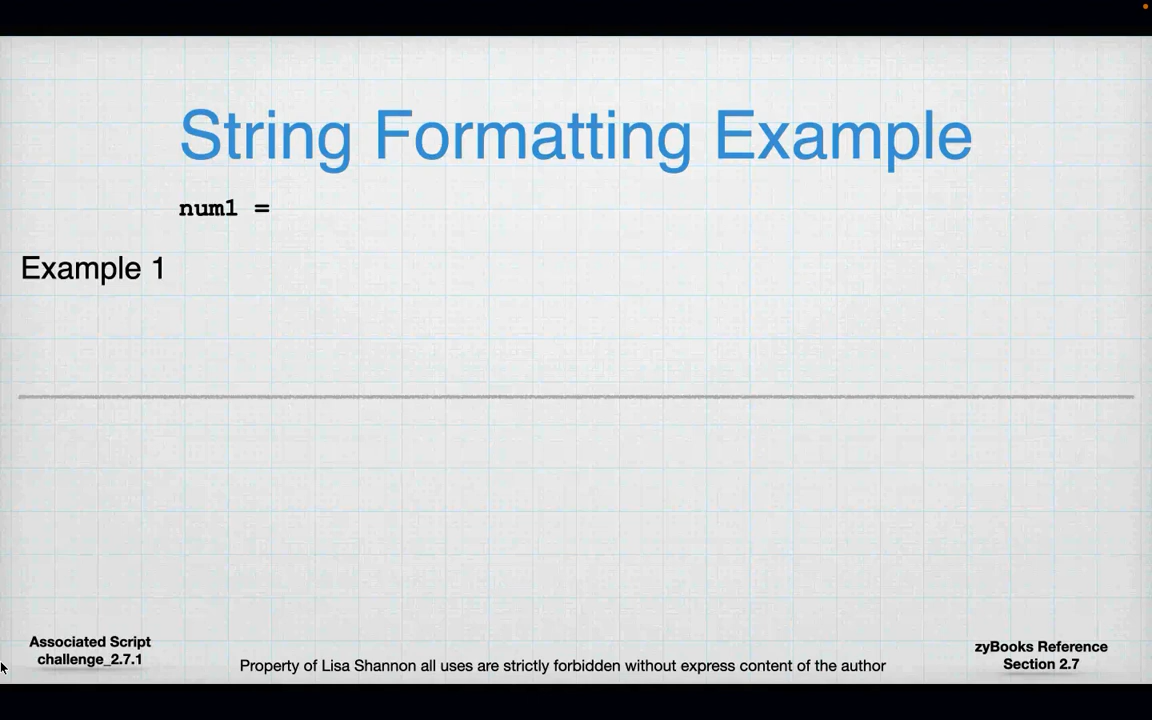 String Formatting Example
num1 =
Example 1
Associated Script
challenge_2.7.1
Property of Lisa Shannon all uses are strictly forbidden without express content of the author
zyBooks Reference
Section 2.7